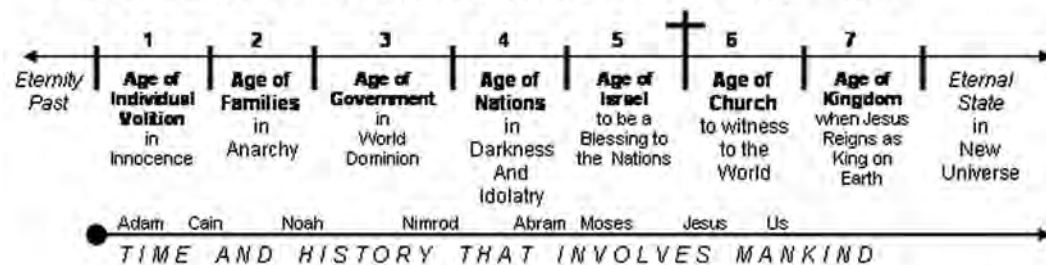 1 2 3 4 5 6 7
Eternity
Past
Age of
Individual
Volition
in
Innocence
Age of
Families
in
Anarchy
Age of
Government
in
World
Dominion
Age of
Nations
in
Darkness
And
Idolatry
Age of
Israel
to be a
Blessing to
the Nations
Age of
Church
to witness
to the
World
Age of
Kingdom
when Jesus
Reigns as
King on
Earth
Eternal
State
in
New
Universe
Adam Cain Noah Nimrod Abram Moses Jesus Us
TIME AND HISTORY THAT INVOLVES MANKIND